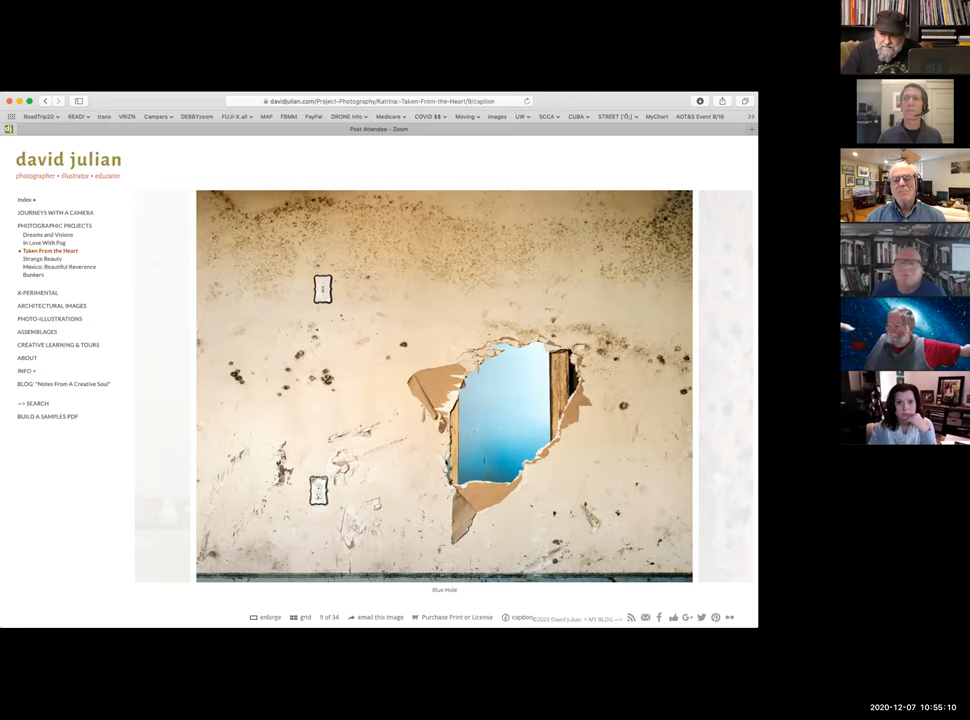 davidjulian.com/Project-Photography/Katrina:-Taken-From-the-Heart/9/caption
RoadTrip20 READ! trans VRIZN Campers DEBBYzoom FUJI-X.all MAP FBMkt PayPal DRONE info Medicare COVID $$ Moving images UW SCCA CUBA STREET MyChart AOT&S Event 8/16 >>
dj
Post Attendee - Zoom
david julian
photographer • illustrator • educator
Index •
JOURNEYS WITH A CAMERA
PHOTOGRAPHIC PROJECTS
Dreams and Visions
In Love With Fog
• Taken From the Heart
Strange Beauty
Mexico: Beautiful Reverence
Bunkers
X-PERIMENTAL
ARCHITECTURAL IMAGES
PHOTO-ILLUSTRATIONS
ASSEMBLAGES
CREATIVE LEARNING & TOURS
ABOUT
INFO +
BLOG: "Notes From A Creative Soul"
--> SEARCH
BUILD A SAMPLES PDF
Blue Hole
enlarge grid 9 of 34 email this image Purchase Print or License caption ©2020 David Julian > MY BLOG --->
2020-12-07 10:55:10